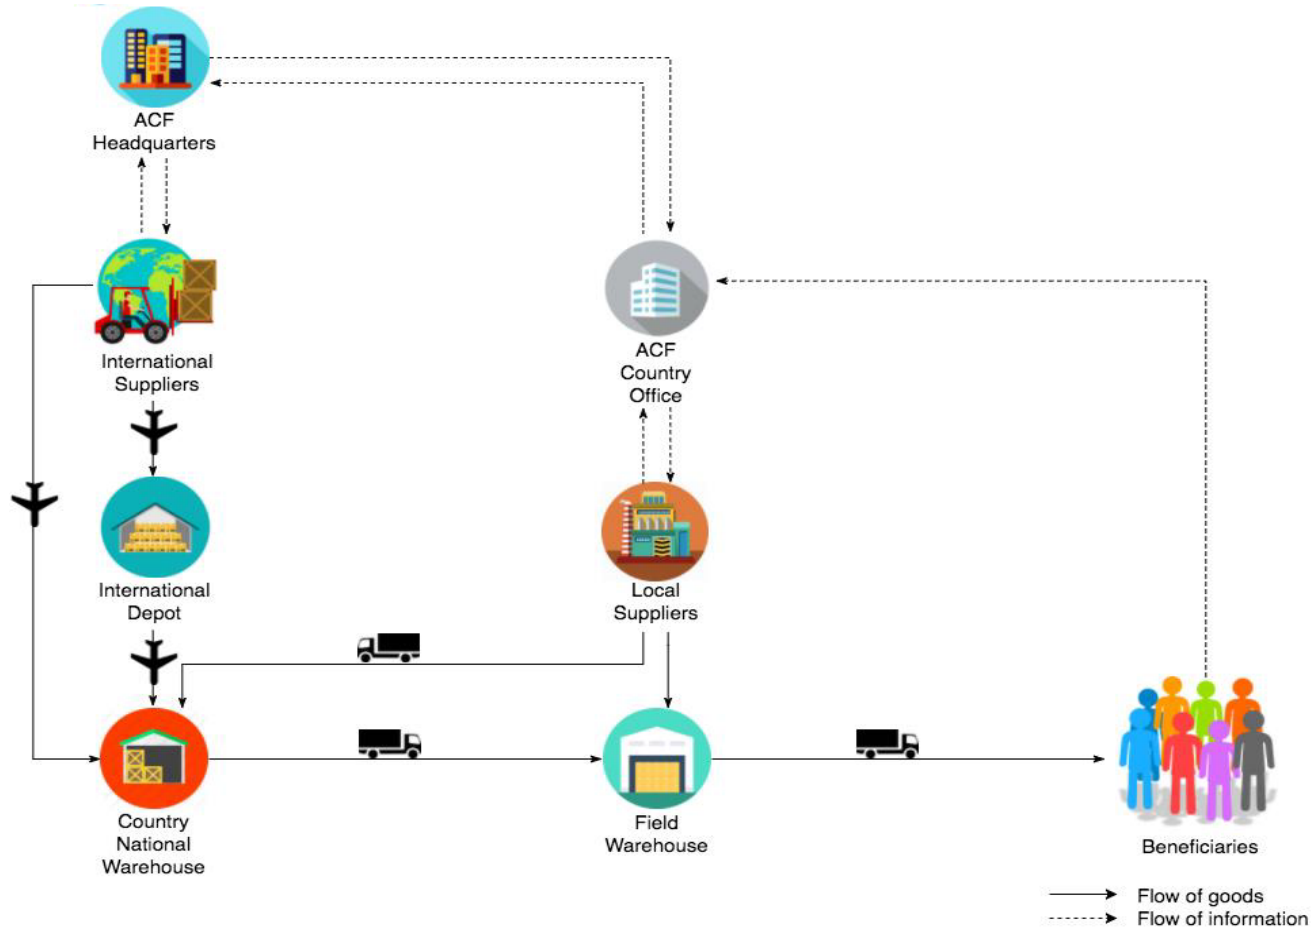 ACF
Headquarters
International
Suppliers
ACF
Country
Office
International
Depot
Local
Suppliers
Country
National
Warehouse
Field
Warehouse
Beneficiaries
Flow of goods
Flow of information